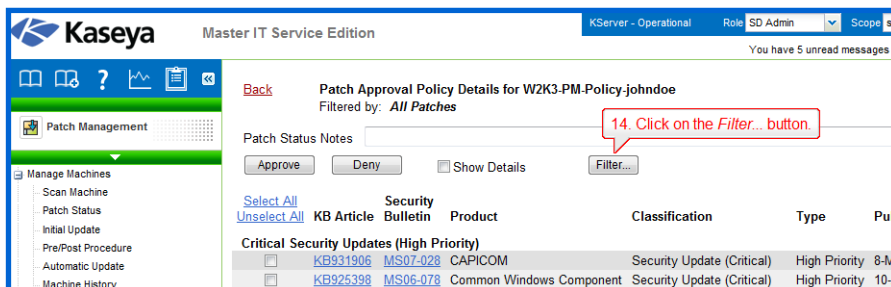 Kaseya
Master IT Service Edition
KServer - Operational
Role SD Admin
Scope
You have 5 unread messages
Back
Patch Approval Policy Details for W2K3-PM-Policy-johndoe
Filtered by: All Patches
Patch Management
14. Click on the Filter... button.
Patch Status Notes
Approve
Deny
Show Details
Filter...
Manage Machines
Scan Machine
Patch Status
Initial Update
Pre/Post Procedure
Automatic Update
Machine History
Select All
Unselect All
KB Article
Security
Bulletin
Product
Classification
Type
Critical Security Updates (High Priority)
KB931906 MS07-028 CAPICOM Security Update (Critical) High Priority 8-M
KB925398 MS06-078 Common Windows Component Security Update (Critical) High Priority 10-